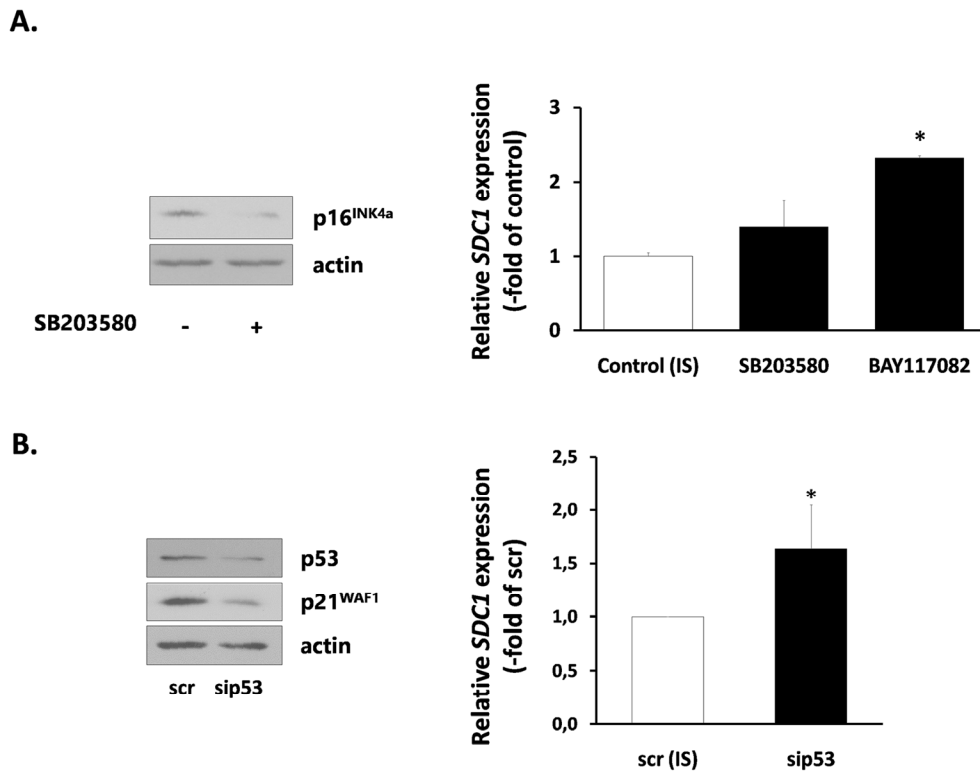 A.
p16INK4a
actin
SB203580 - +
Relative SDC1 expression
(-fold of control)
3
2
1
0
*
Control (IS) SB203580 BAY117082
B.
p53
p21WAF1
actin
scr sip53
Relative SDC1 expression
(-fold of scr)
2,5
2,0
1,5
1,0
0,5
0,0
*
scr (IS) sip53